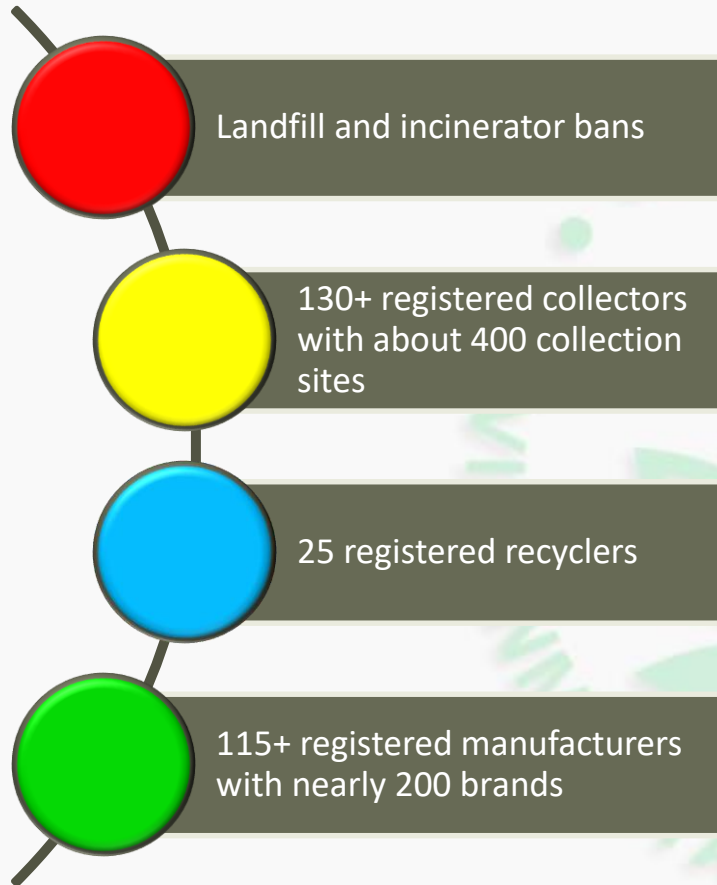 Landfill and incinerator bans
130+ registered collectors
with about 400 collection
sites
25 registered recyclers
115+ registered manufacturers
with nearly 200 brands